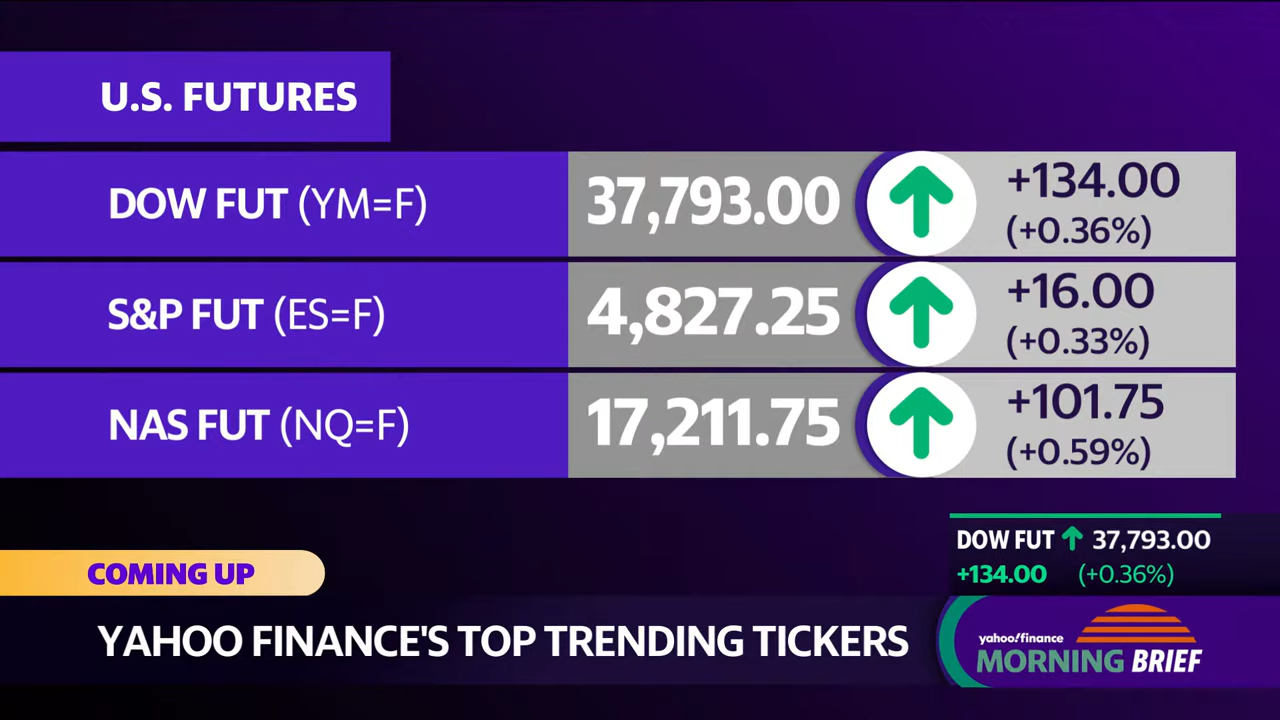 U.S. FUTURES
DOW FUT (YM=F) 37,793.00 +134.00
(+0.36%)
S&P FUT (ES=F) 4,827.25 +16.00
(+0.33%)
NAS FUT (NQ=F) 17,211.75 +101.75
(+0.59%)
DOW FUT 37,793.00
+134.00 (+0.36%)
COMING UP
YAHOO FINANCE'S TOP TRENDING TICKERS
yahoo!finance
MORNING BRIEF